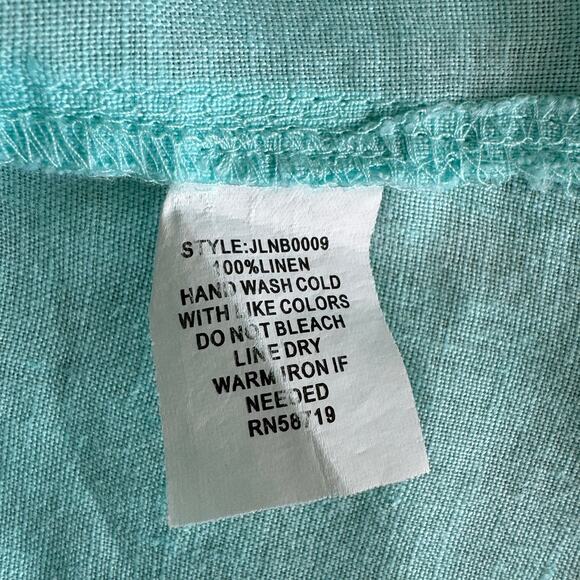 STYLE:JLNB0009
100%LINEN
HAND WASH COLD
WITH LIKE COLORS
DO NOT BLEACH
LINE DRY
WARM IRON IF
NEEDED
RN58719